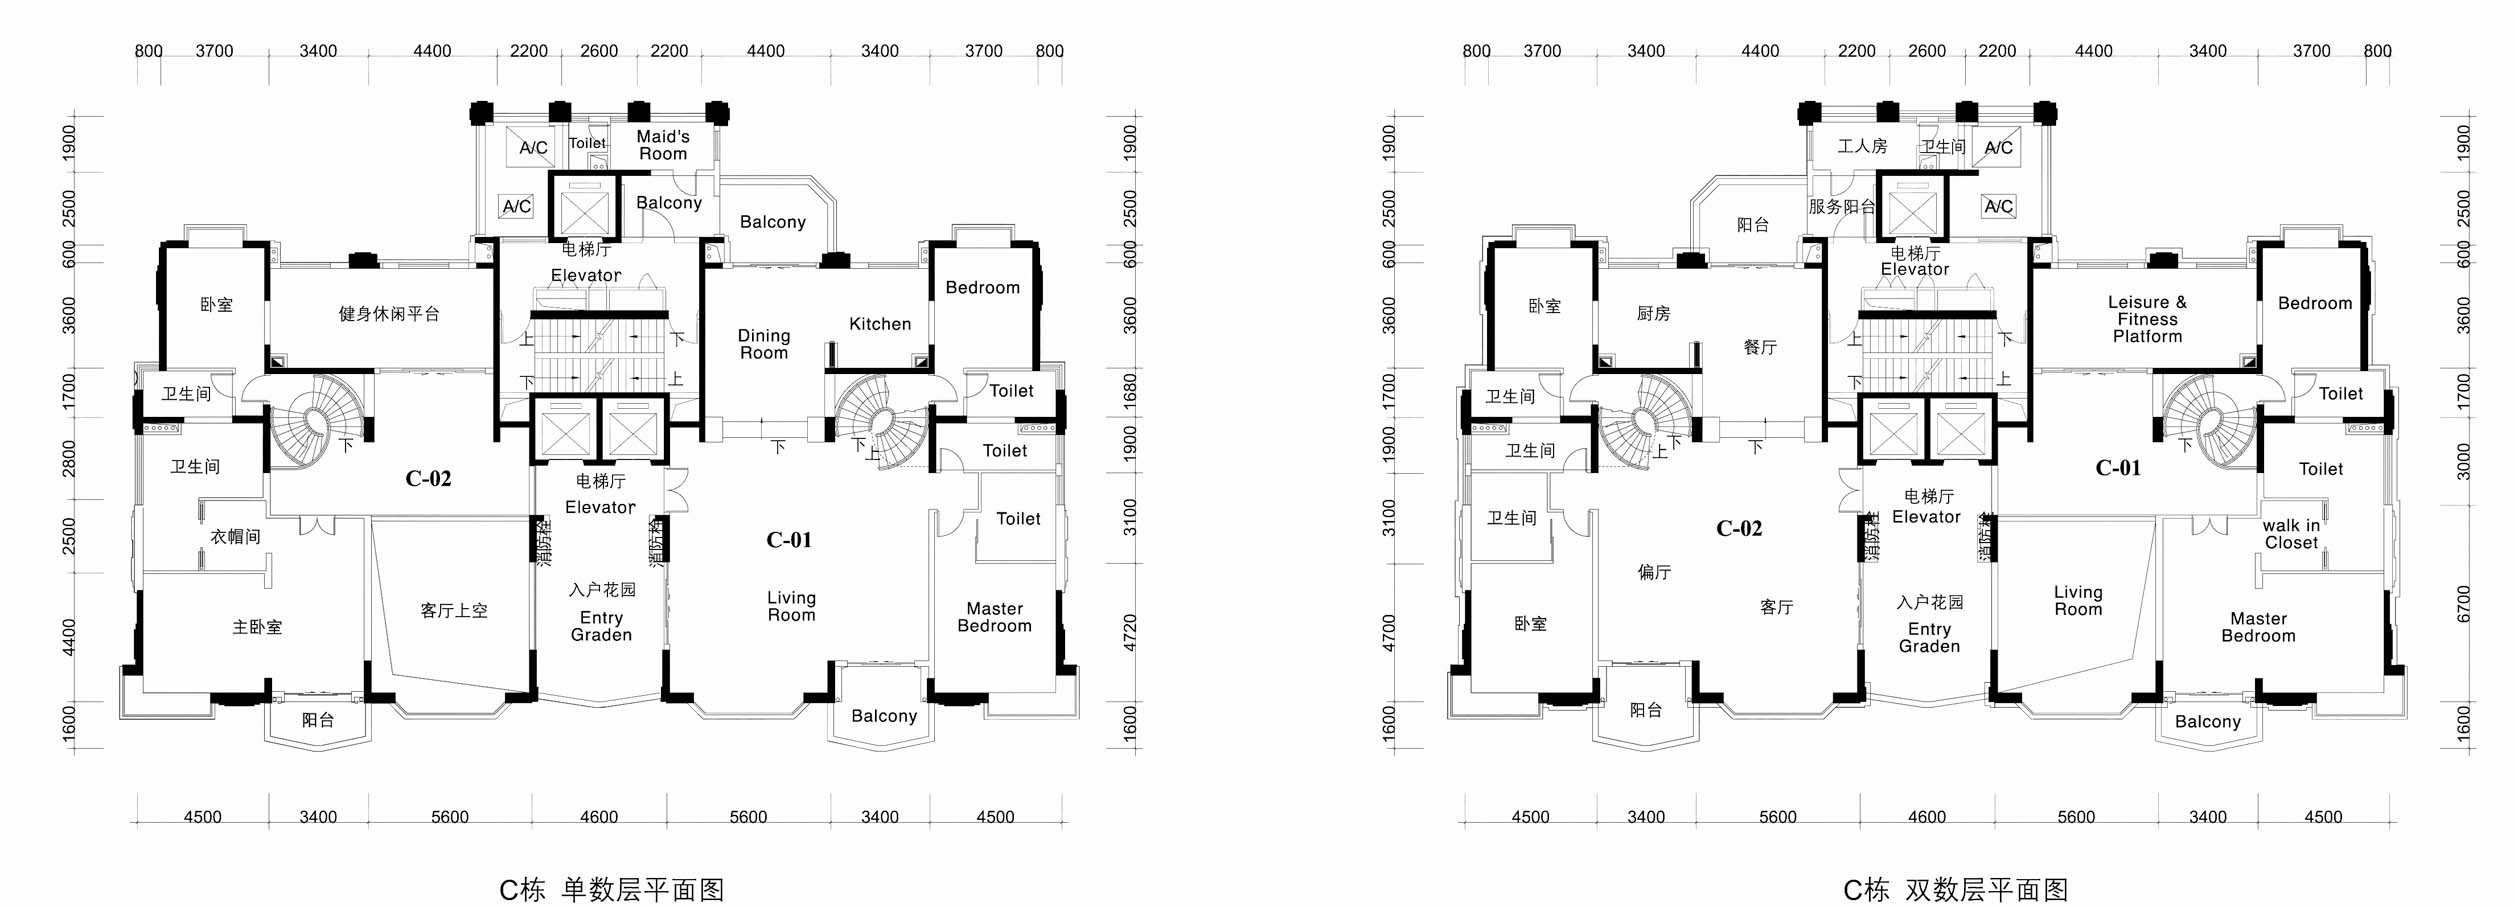 800 3700 3400 4400 2200 2600 2200 4400 3400 3700 800
1900
2500
600
3600
1700
2800
2500
4400
1600
A/C
Toilet
Maid's
Room
A/C
Balcony
Balcony
电梯厅
Elevator
卧室
健身休闲平台
Dining
Room
Kitchen
Bedroom
上
下
下
上
卫生间
Toilet
下
下
下
上
卫生间
C-02
电梯厅
Elevator
Toilet
衣帽间
消防栓
消防栓
C-01
Toilet
主卧室
客厅上空
入户花园
Entry
Graden
Living
Room
Master
Bedroom
阳台
Balcony
1900
2500
600
3600
1680
1900
3100
4720
1600
4500 3400 5600 4600 5600 3400 4500
C栋 单数层平面图
800 3700 3400 4400 2200 2600 2200 4400 3400 3700 800
1900
2500
600
3600
1700
1900
3100
4700
1600
工人房
卫生间
A/C
阳台
服务阳台
A/C
电梯厅
Elevator
卧室
厨房
餐厅
Leisure &
Fitness
Platform
Bedroom
上
下
下
上
卫生间
Toilet
上
下
下
下
卫生间
C-01
Toilet
卫生间
C-02
电梯厅
Elevator
消防栓
消防栓
walk in
Closet
偏厅
客厅
卧室
入户花园
Entry
Graden
Living
Room
Master
Bedroom
阳台
Balcony
1900
2500
600
3600
1700
3000
6700
1600
4500 3400 5600 4600 5600 3400 4500
C栋 双数层平面图